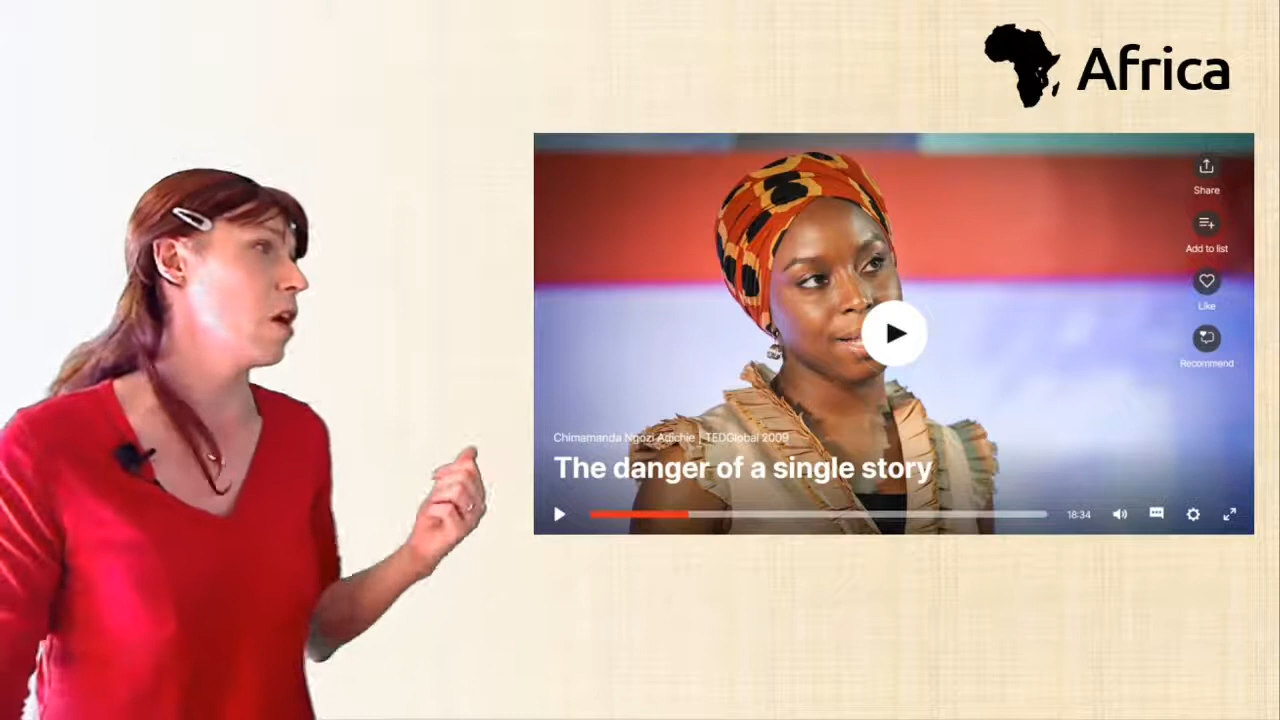 Africa
Share
Add to list
Like
Recommend
Chimamanda Ngozi Adichie | TEDGlobal 2009
The danger of a single story
18:34